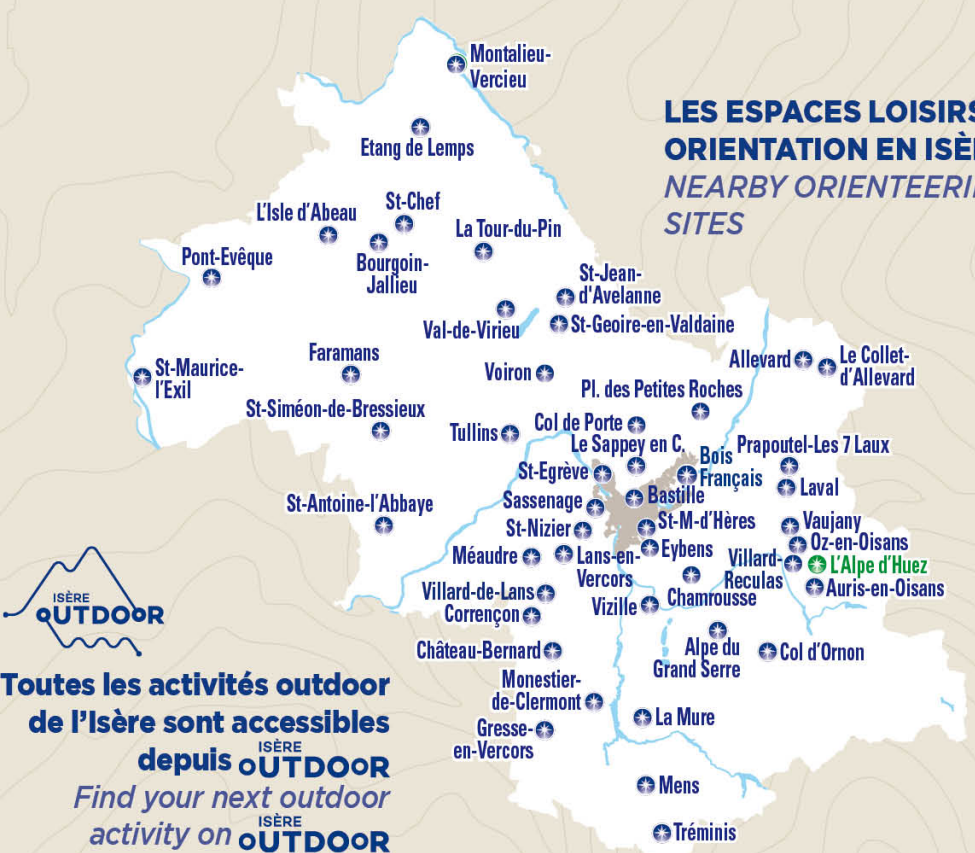 Montalieu-
Vercieu
LES ESPACES LOISIRS
ORIENTATION EN ISÈR
NEARBY ORIENTEERIN
SITES
Etang de Lemps
St-Chef
L'Isle d'Abeau
La Tour-du-Pin
Pont-Evêque
Bourgoin-
Jallieu
St-Jean-
d'Avelanne
Val-de-Virieu
St-Geoire-en-Valdaine
Faramans
Voiron
Allevard
Le Collet-
d'Allevard
St-Maurice-
l'Exil
Pl. des Petites Roches
St-Siméon-de-Bressieux
Tullins
Col de Porte
Le Sappey en C.
Prapoutel-Les 7 Laux
Bois
Français
St-Egrève
Laval
Bastille
Sassenage
St-Antoine-l'Abbaye
St-M-d'Hères
Vaujany
St-Nizier
Oz-en-Oisans
Eybens
Méaudre
Lans-en-
Vercors
Villard-
Reculas
L'Alpe d'Huez
Auris-en-Oisans
Chamrousse
Villard-de-Lans
Corrençon
Vizille
Château-Bernard
Alpe du
Grand Serre
Col d'Ornon
Monestier-
de-Clermont
La Mure
Gresse-
en-Vercors
Mens
Tréminis
ISÈRE
OUTDOOR
Toutes les activités outdoor
de l'Isère sont accessibles
depuis ISÈRE OUTDOOR
Find your next outdoor
activity on ISÈRE OUTDOOR